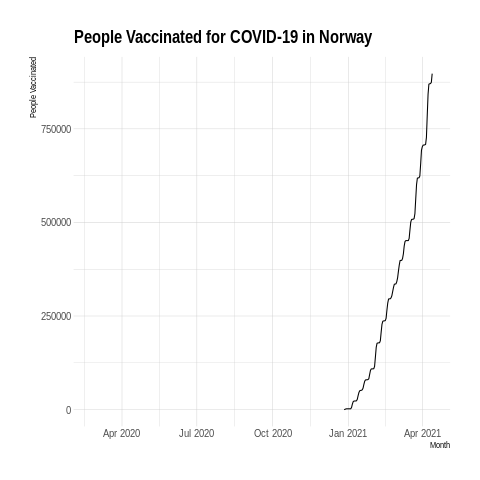 People Vaccinated for COVID-19 in Norway
People Vaccinated
750000
500000
250000
0
Apr 2020 Jul 2020 Oct 2020 Jan 2021 Apr 2021
Month